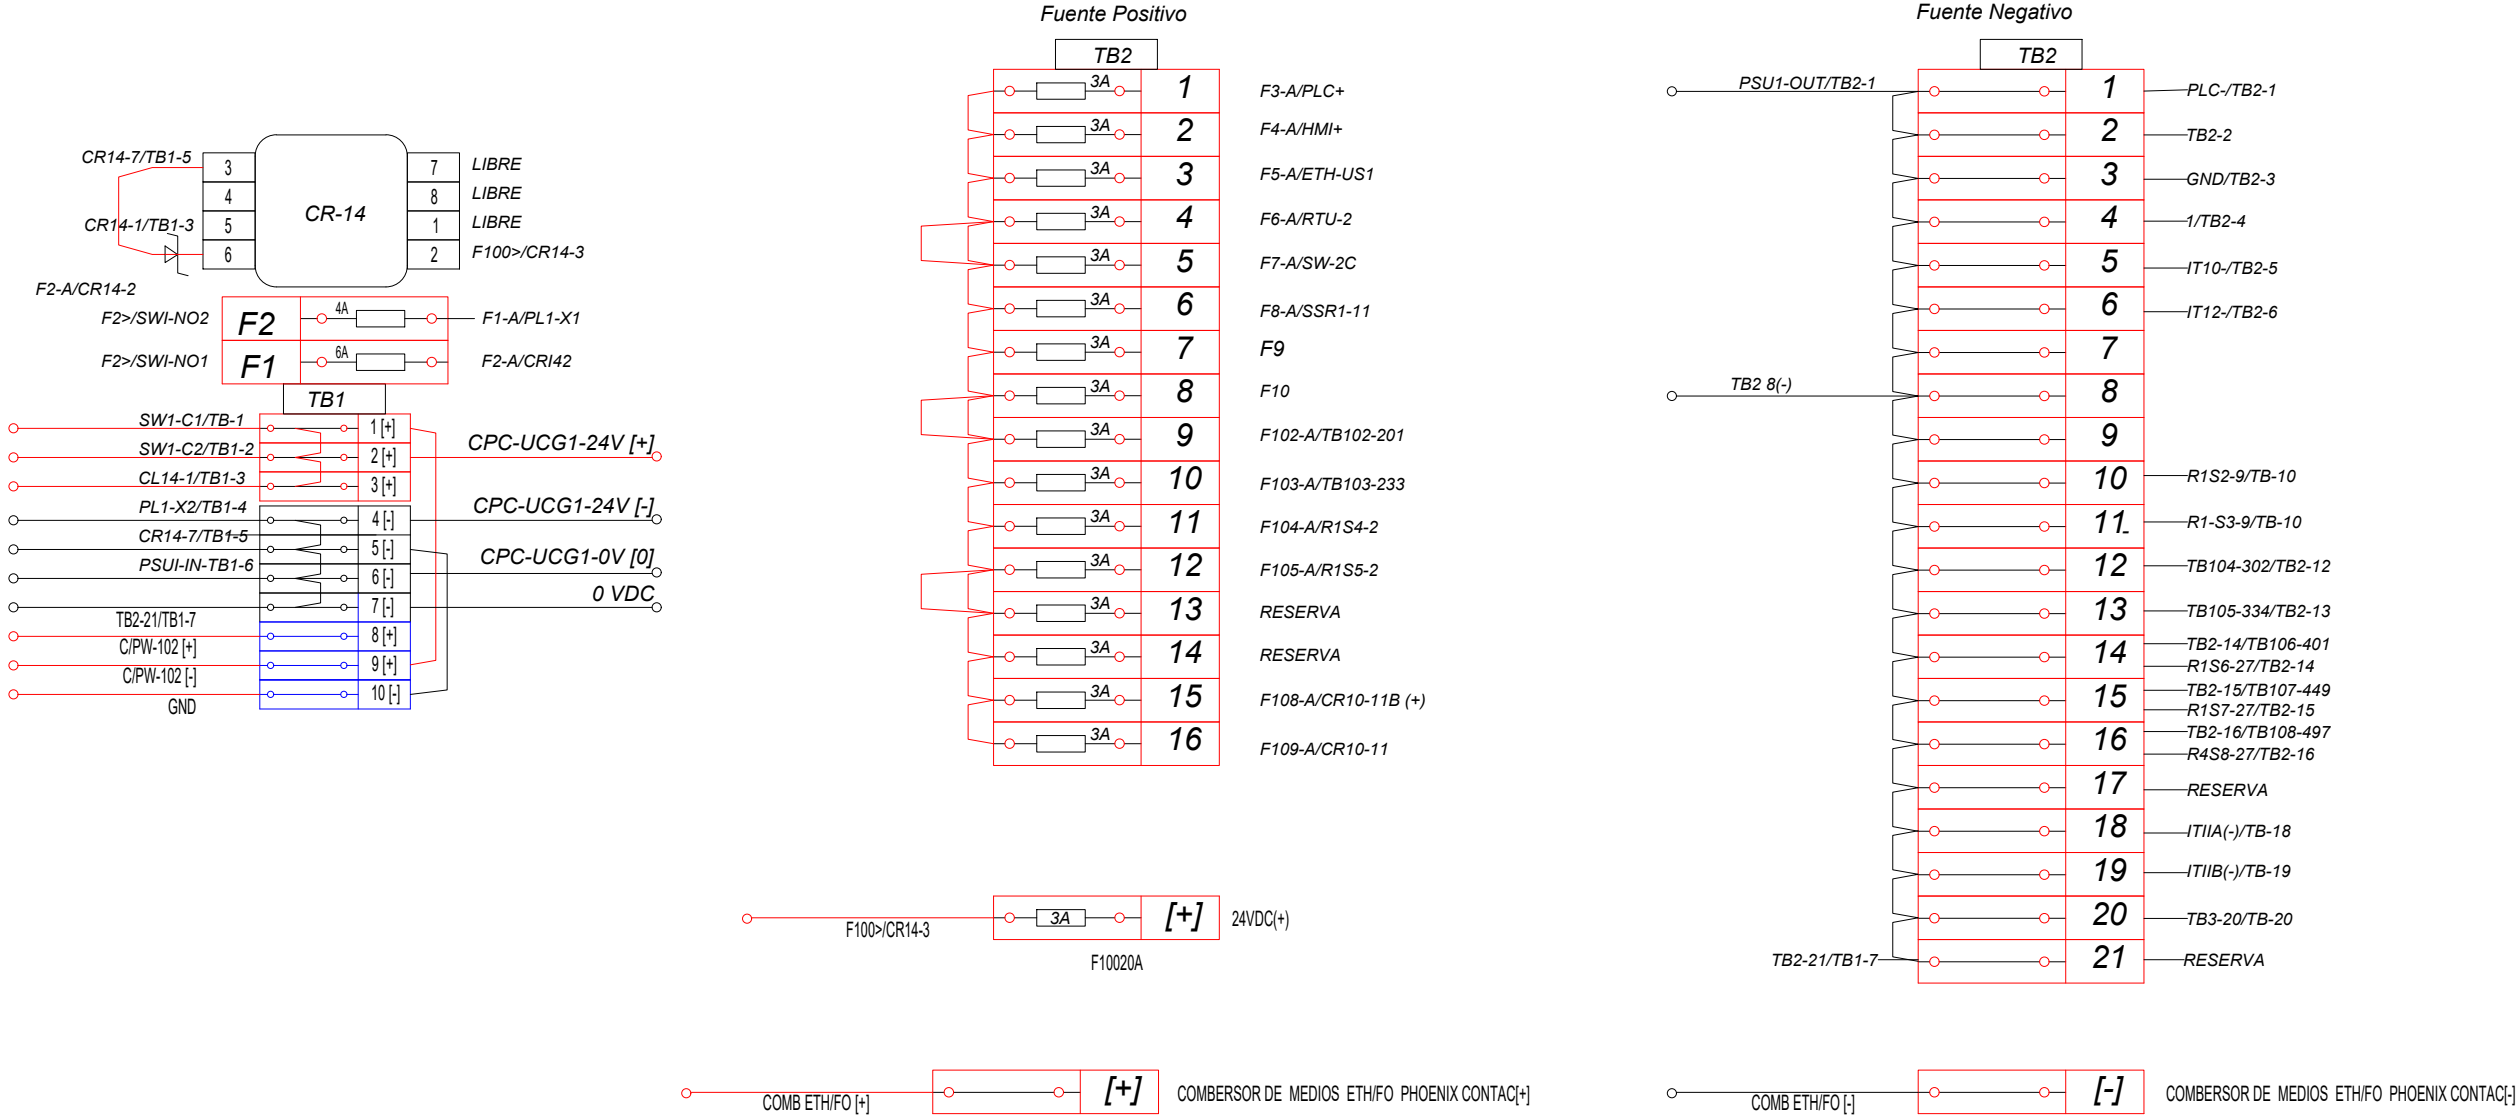 CR14-7/TB1-5
CR14-1/TB1-3
3
4
5
6
CR-14
7
8
1
2
LIBRE
LIBRE
LIBRE
F100>/CR14-3
F2-A/CR14-2
F2>/SWI-NO2
F2
4A
F1-A/PL1-X1
F2>/SWI-NO1
F1
6A
F2-A/CRI42
TB1
SW1-C1/TB-1
1 [+]
SW1-C2/TB1-2
2 [+]
CPC-UCG1-24V [+]
CL14-1/TB1-3
3 [+]
PL1-X2/TB1-4
4 [-]
CPC-UCG1-24V [-]
CR14-7/TB1-5
5 [-]
PSUI-IN-TB1-6
6 [-]
CPC-UCG1-0V [0]
7 [-]
0 VDC
TB2-21/TB1-7
8 [+]
C/PW-102 [+]
9 [+]
C/PW-102 [-]
10 [-]
GND
Fuente Positivo
TB2
3A 1 F3-A/PLC+
3A 2 F4-A/HMI+
3A 3 F5-A/ETH-US1
3A 4 F6-A/RTU-2
3A 5 F7-A/SW-2C
3A 6 F8-A/SSR1-11
3A 7 F9
3A 8 F10
3A 9 F102-A/TB102-201
3A 10 F103-A/TB103-233
3A 11 F104-A/R1S4-2
3A 12 F105-A/R1S5-2
3A 13 RESERVA
3A 14 RESERVA
3A 15 F108-A/CR10-11B (+)
3A 16 F109-A/CR10-11
F100>/CR14-3
3A [+] 24VDC(+)
F10020A
COMB ETH/FO [+]
[+] COMBERSOR DE MEDIOS ETH/FO PHOENIX CONTAC[+]
Fuente Negativo
TB2
PSU1-OUT/TB2-1
1 PLC-/TB2-1
2 TB2-2
3 GND/TB2-3
4 1/TB2-4
5 IT10-/TB2-5
6 IT12-/TB2-6
7
TB2 8(-)
8
9
10 R1S2-9/TB-10
11- R1-S3-9/TB-10
12 TB104-302/TB2-12
13 TB105-334/TB2-13
14 TB2-14/TB106-401
R1S6-27/TB2-14
15 TB2-15/TB107-449
R1S7-27/TB2-15
16 TB2-16/TB108-497
R4S8-27/TB2-16
17 RESERVA
18 ITIIA(-)/TB-18
19 ITIIB(-)/TB-19
20 TB3-20/TB-20
TB2-21/TB1-7
21 RESERVA
COMB ETH/FO [-]
[-] COMBERSOR DE MEDIOS ETH/FO PHOENIX CONTAC[-]